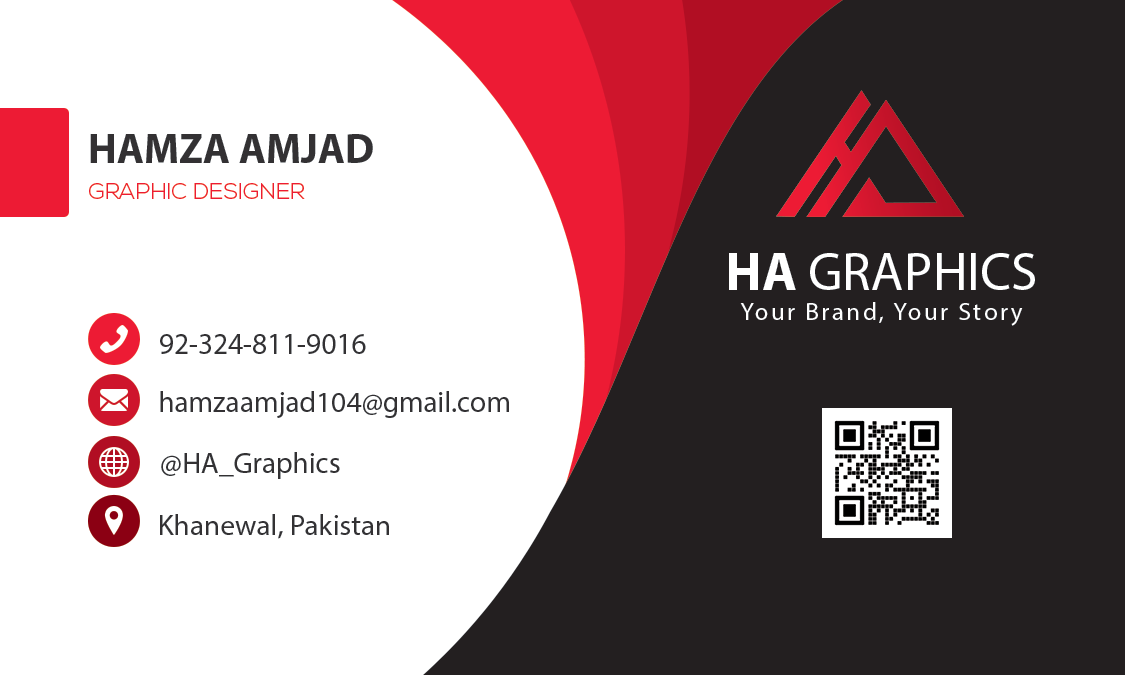 HAMZA AMJAD
GRAPHIC DESIGNER
92-324-811-9016
hamzaamjad104@gmail.com
@HA_Graphics
Khanewal, Pakistan
HA GRAPHICS
Your Brand, Your Story